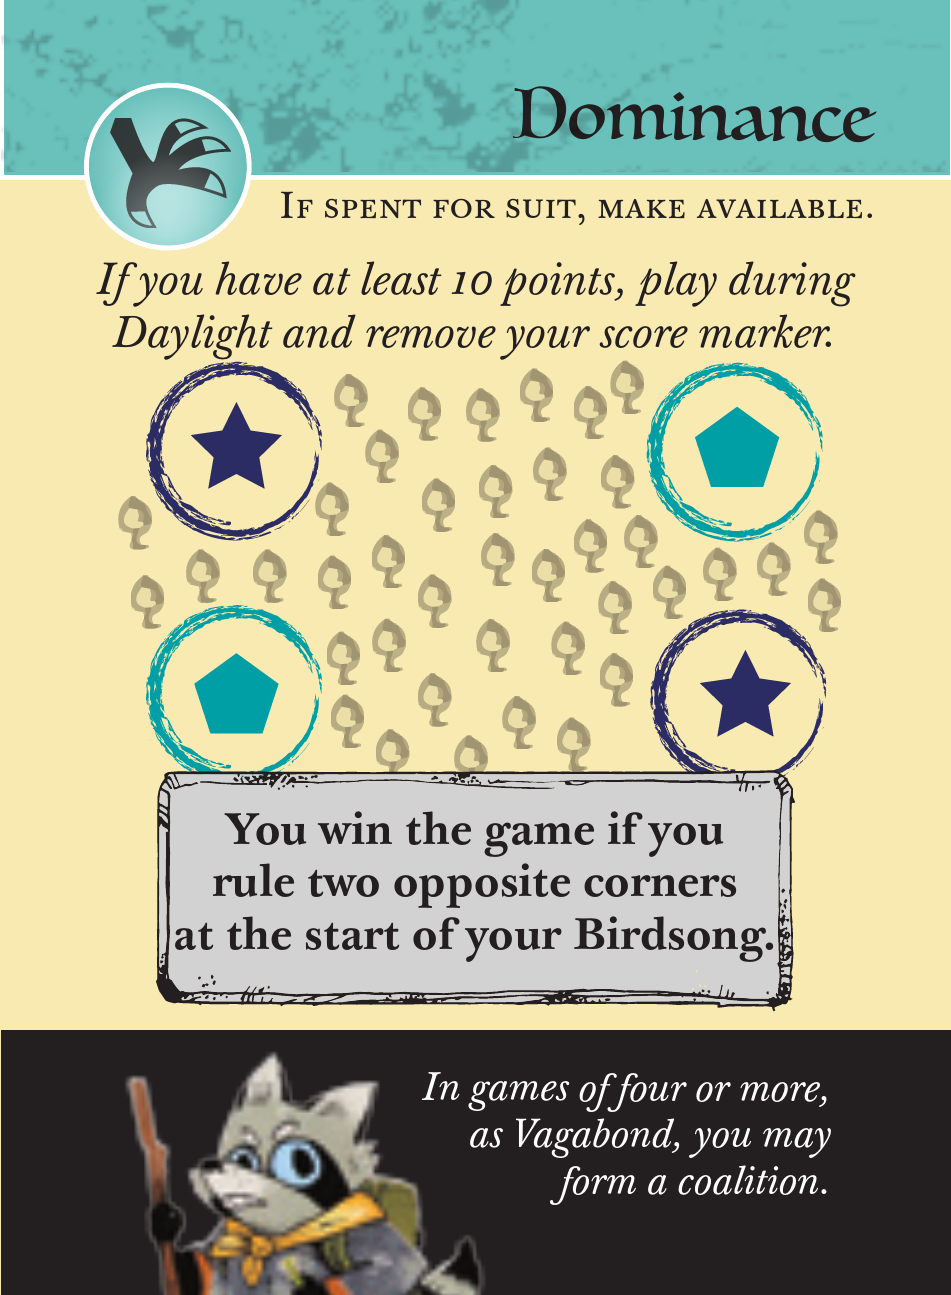 Dominance
If spent for suit, make available.
If you have at least 10 points, play during
Daylight and remove your score marker.
You win the game if you
rule two opposite corners
at the start of your Birdsong.
In games of four or more,
as Vagabond, you may
form a coalition.